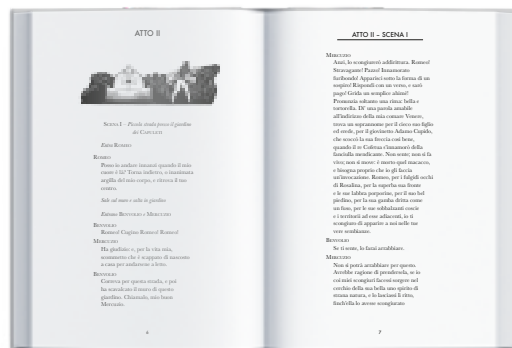 ATTO II
SCENA I – Piccola strada presso il giardino
dei CAPULETI
Entra ROMEO
ROMEO
Posso io andare innanzi quando il mio
cuore è là? Torna indietro, o inanimata
argilla del mio corpo, e ritrova il tuo
centro.
Sale sul muro e salta in giardino
Entrano BENVOLIO e MERCUZIO
BENVOLIO
Romeo! Cugino Romeo! Romeo!
MERCUZIO
Ha giudizio: e, per la vita mia,
scommetto che è scappato di nascosto
a casa per andarsene a letto.
BENVOLIO
Correva per questa strada, e poi
ha scavalcato il muro di questo
giardino. Chiamalo, mio buon
Mercuzio.
6
ATTO II – SCENA I
MERCUZIO
Anzi, lo scongiurerò addirittura. Romeo!
Stravagante! Pazzo! Innamorato
furibondo! Apparisci sotto la forma di un
sospiro! Rispondi con un verso, e sarò
pago! Grida un semplice ahimè!
Pronunzia soltanto una rima: bella e
tortorella. Di' una parola amabile
all'indirizzo della mia comare Venere,
trova un soprannome per il cieco suo figlio
ed erede, per il giovinetto Adamo Cupido,
che scoccò la sua freccia così bene,
quando il re Cofetua s'innamorò della
fanciulla mendicante. Non sente; non si fa
vivo; non si move: è morto quel macacco,
e bisogna proprio che io gli faccia
un'invocazione. Romeo, per i fulgidi occhi
di Rosalina, per la superba sua fronte
e le sue labbra porporine, per il suo bel
piedino, per la sua gamba dritta come
un fuso, per le sue sobbalzanti coscie
e i territorii ad esse adiacenti, io ti
scongiuro di apparire a noi nelle tue
vere sembianze.
BENVOLIO
Se ti sente, lo farai arrabbiare.
MERCUZIO
Non si potrà arrabbiare per questo.
Avrebbe ragione di prendersela, se io
coi miei scongiuri facessi sorgere nel
cerchio della sua bella uno spirito di
strana natura, e lo lasciassi lì ritto,
finch'ella lo avesse scongiurato
7